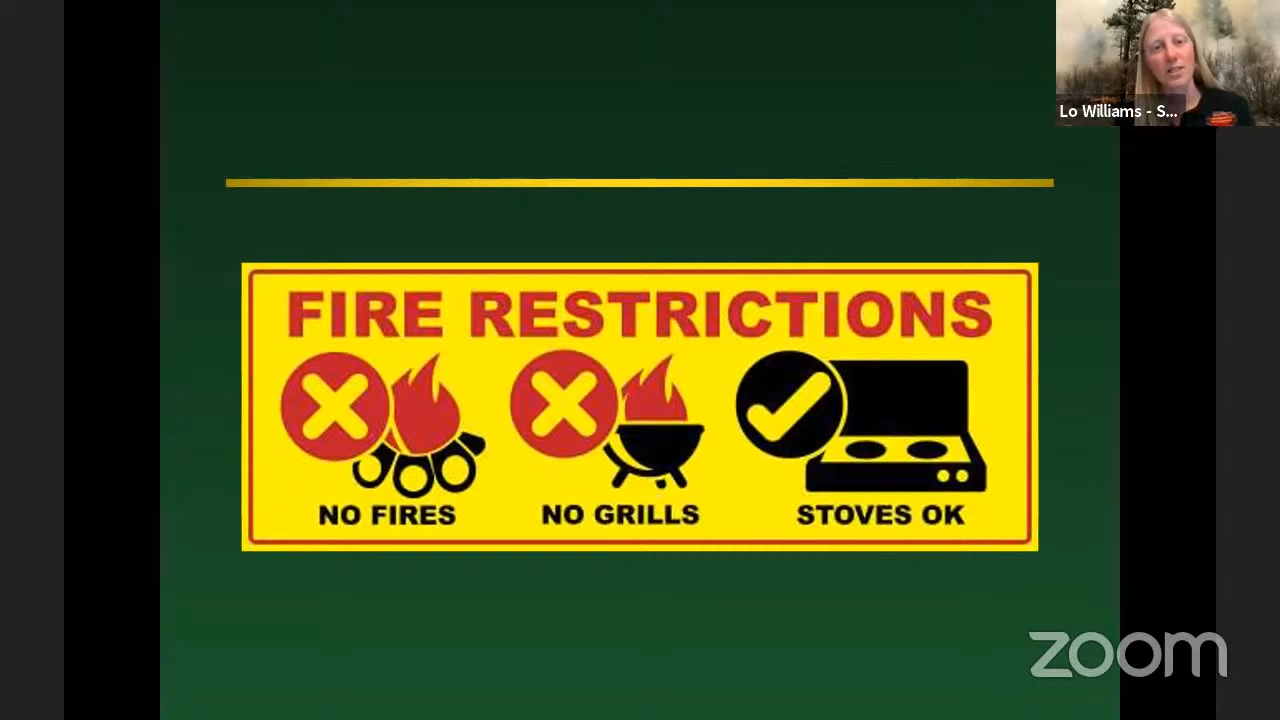 Lo Williams - S...
FIRE RESTRICTIONS
NO FIRES
NO GRILLS
STOVES OK
zoom